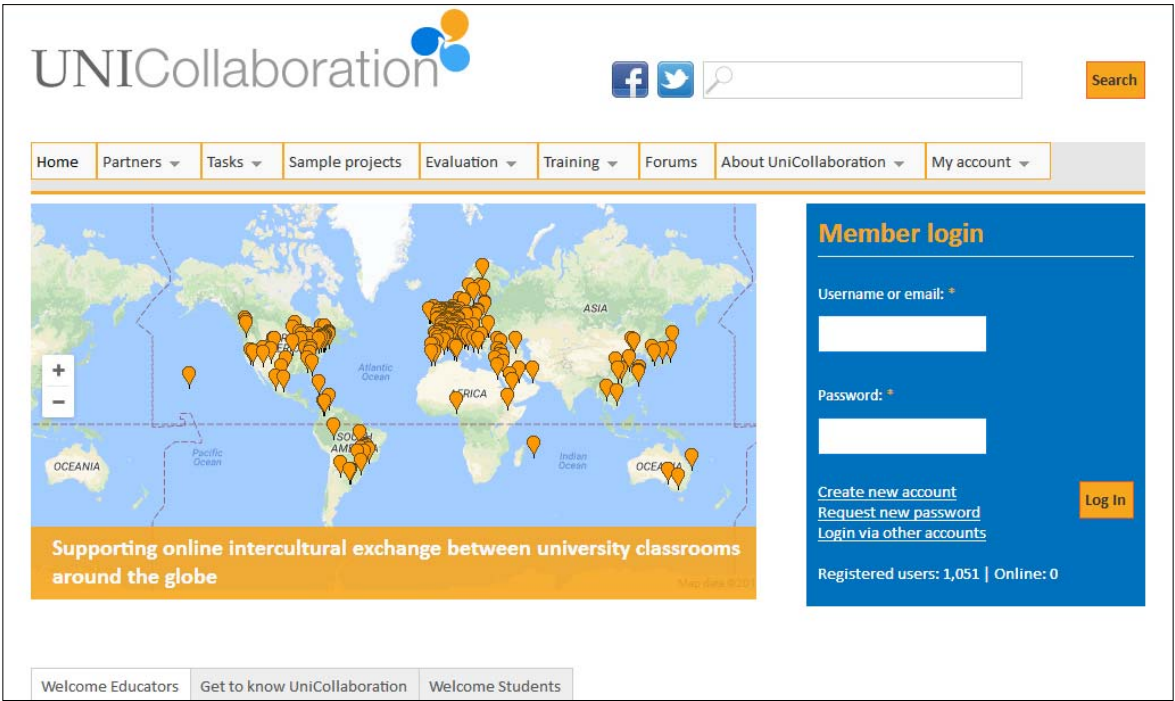 UNICollaboration
Search
Home Partners Tasks Sample projects Evaluation Training Forums About UniCollaboration My account
Member login
Username or email: *
Password: *
Create new account
Request new password
Login via other accounts
Log In
Registered users: 1,051 | Online: 0
+
−
ASIA
Atlantic
Ocean
AFRICA
Pacific
Ocean
Indian
Ocean
OCEANIA
Supporting online intercultural exchange between university classrooms
around the globe
Welcome Educators Get to know UniCollaboration Welcome Students